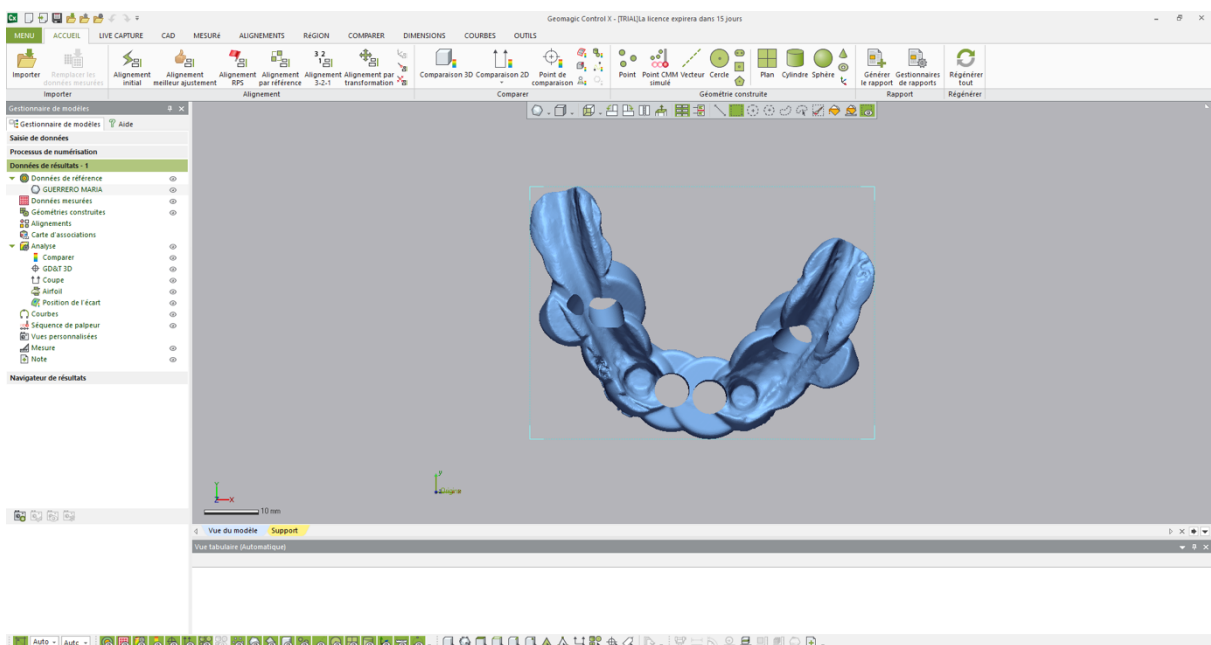 Geomagic Control X - [TRIAL]La licence expirera dans 15 jours
MENU ACCUEIL LIVE CAPTURE CAD MESURé ALIGNEMENTS RéGION COMPARER DIMENSIONS COURBES OUTILS
Importer
Remplacer les données mesurées
Alignement initial
Alignement meilleur ajustement
Alignement RPS
Alignement par référence
Alignement 3-2-1
Alignement par transformation
Comparaison 3D
Comparaison 2D
Point de comparaison
Point
Point CMM simulé
Vecteur
Cercle
Plan
Cylindre
Sphère
Générer le rapport
Gestionnaires de rapports
Régénérer tout
Importer Alignement Comparer Géométrie construite Rapport Régénérer
Gestionnaire de modèles
Gestionnaire de modèles Aide
Saisie de données
Processus de numérisation
Données de résultats - 1
Données de référence
GUERRERO MARIA
Données mesurées
Géométries construites
Alignements
Carte d'associations
Analyse
Comparer
GD&T 3D
Coupe
Airfoil
Position de l'écart
Courbes
Séquence de palpeur
Vues personnalisées
Mesure
Note
Navigateur de résultats
Y
Z X
10 mm
y
Vue du modèle Support
Vue tabulaire (Automatique)
Auto